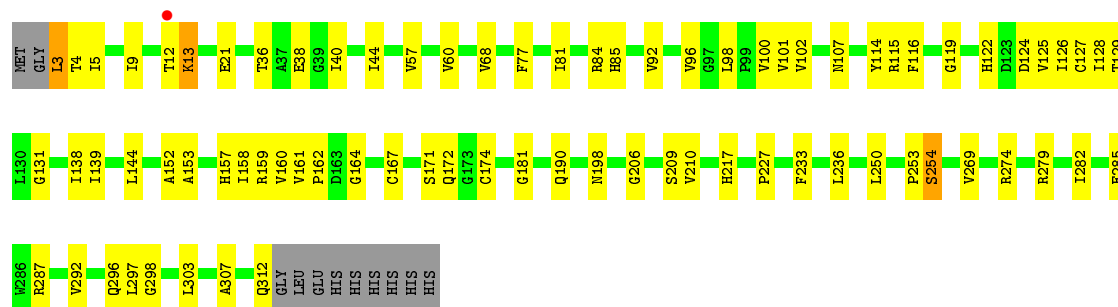 MET GLY L3 T4 I5 I9 T12 K13 E21 T36 A37 E38 G39 I40 I44 V57 V60 V68 F77 I81 R84 H85 V92 V96 G97 L98 P99 V100 V101 V102 N107 Y114 R115 F116 G119 H122 D123 D124 V125 I126 C127 I128 T129
L130 G131 I138 I139 L144 A152 A153 H157 I158 R159 V160 V161 P162 D163 G164 C167 S171 Q172 G173 C174 G181 Q190 N198 G206 S209 V210 H217 P227 F233 L236 L250 P253 S254 V269 R274 R279 I282
W286 R287 V292 Q296 L297 G298 L303 A307 Q312 GLY LEU GLU HIS HIS HIS HIS HIS HIS